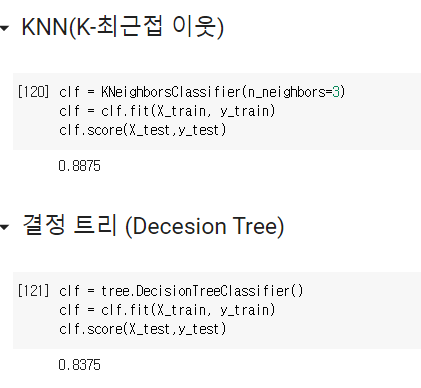 KNN(K-최근접 이웃)
[120] clf = KNeighborsClassifier(n_neighbors=3)
clf = clf.fit(X_train, y_train)
clf.score(X_test,y_test)
0.8875
결정 트리 (Decesion Tree)
[121] clf = tree.DecisionTreeClassifier()
clf = clf.fit(X_train, y_train)
clf.score(X_test,y_test)
0.8375